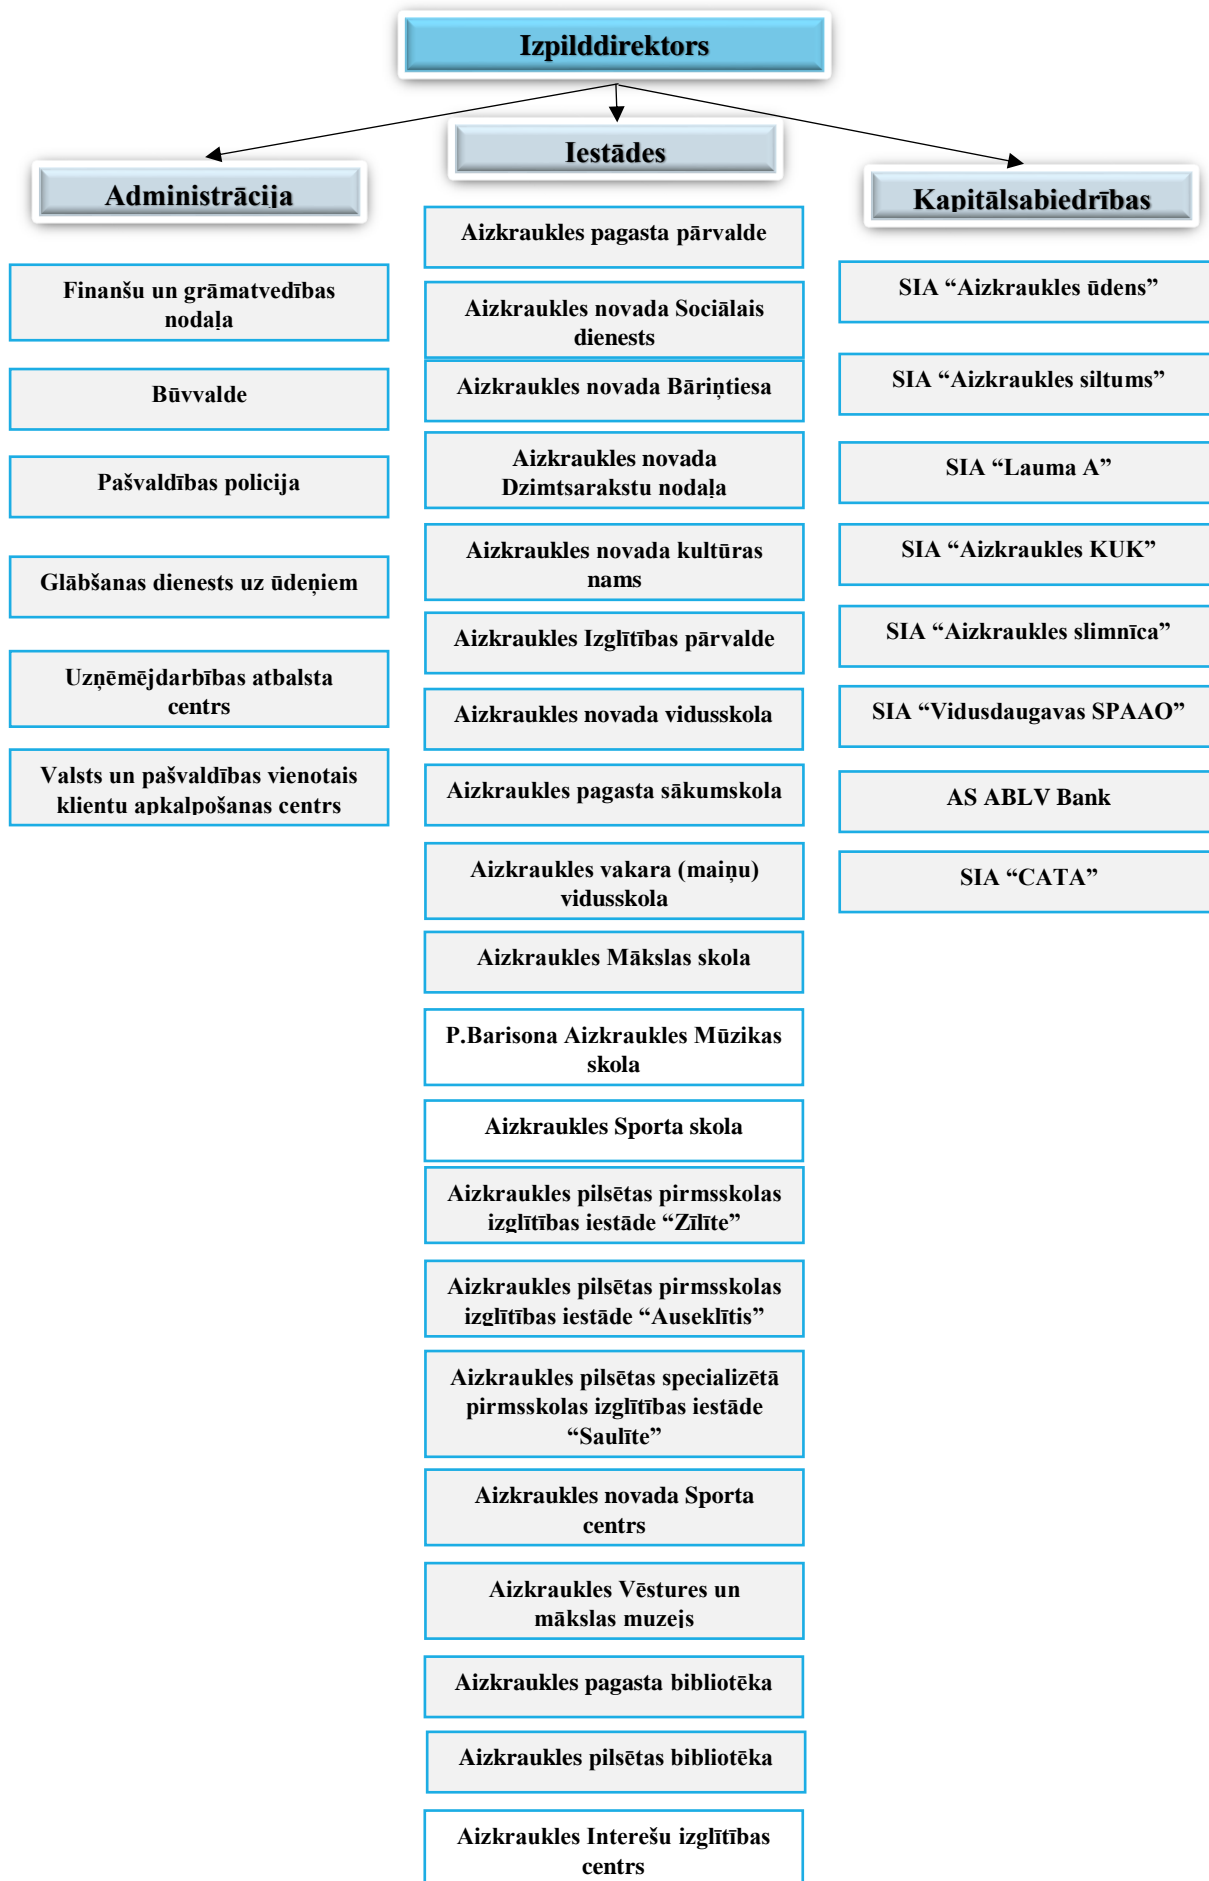 Izpilddirektors
Administrācija
Finanšu un grāmatvedības
nodaļa
Būvvalde
Pašvaldības policija
Glābšanas dienests uz ūdeņiem
Uzņēmējdarbības atbalsta
centrs
Valsts un pašvaldības vienotais
klientu apkalpošanas centrs
Iestādes
Aizkraukles pagasta pārvalde
Aizkraukles novada Sociālais
dienests
Aizkraukles novada Bāriņtiesa
Aizkraukles novada
Dzimtsarakstu nodaļa
Aizkraukles novada kultūras
nams
Aizkraukles Izglītības pārvalde
Aizkraukles novada vidusskola
Aizkraukles pagasta sākumskola
Aizkraukles vakara (maiņu)
vidusskola
Aizkraukles Mākslas skola
P.Barisona Aizkraukles Mūzikas
skola
Aizkraukles Sporta skola
Aizkraukles pilsētas pirmsskolas
izglītības iestāde “Zīlīte”
Aizkraukles pilsētas pirmsskolas
izglītības iestāde “Auseklītis”
Aizkraukles pilsētas specializētā
pirmsskolas izglītības iestāde
“Saulīte”
Aizkraukles novada Sporta
centrs
Aizkraukles Vēstures un
mākslas muzejs
Aizkraukles pagasta bibliotēka
Aizkraukles pilsētas bibliotēka
Aizkraukles Interešu izglītības
centrs
Kapitālsabiedrības
SIA “Aizkraukles ūdens”
SIA “Aizkraukles siltums”
SIA “Lauma A”
SIA “Aizkraukles KUK”
SIA “Aizkraukles slimnīca”
SIA “Vidusdaugavas SPAAO”
AS ABLV Bank
SIA “CATA”